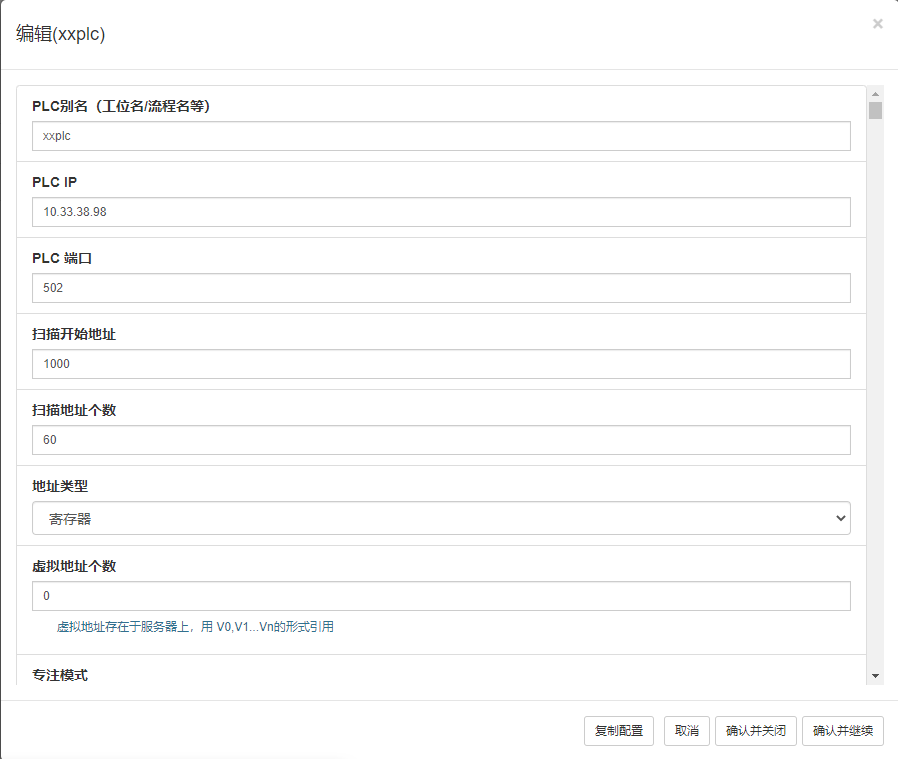 编辑(xxplc)
×
PLC别名（工位名/流程名等）
xxplc
PLC IP
10.33.38.98
PLC 端口
502
扫描开始地址
1000
扫描地址个数
60
地址类型
寄存器
虚拟地址个数
0
虚拟地址存在于服务器上，用 V0,V1...Vn的形式引用
专注模式
复制配置 取消 确认并关闭 确认并继续